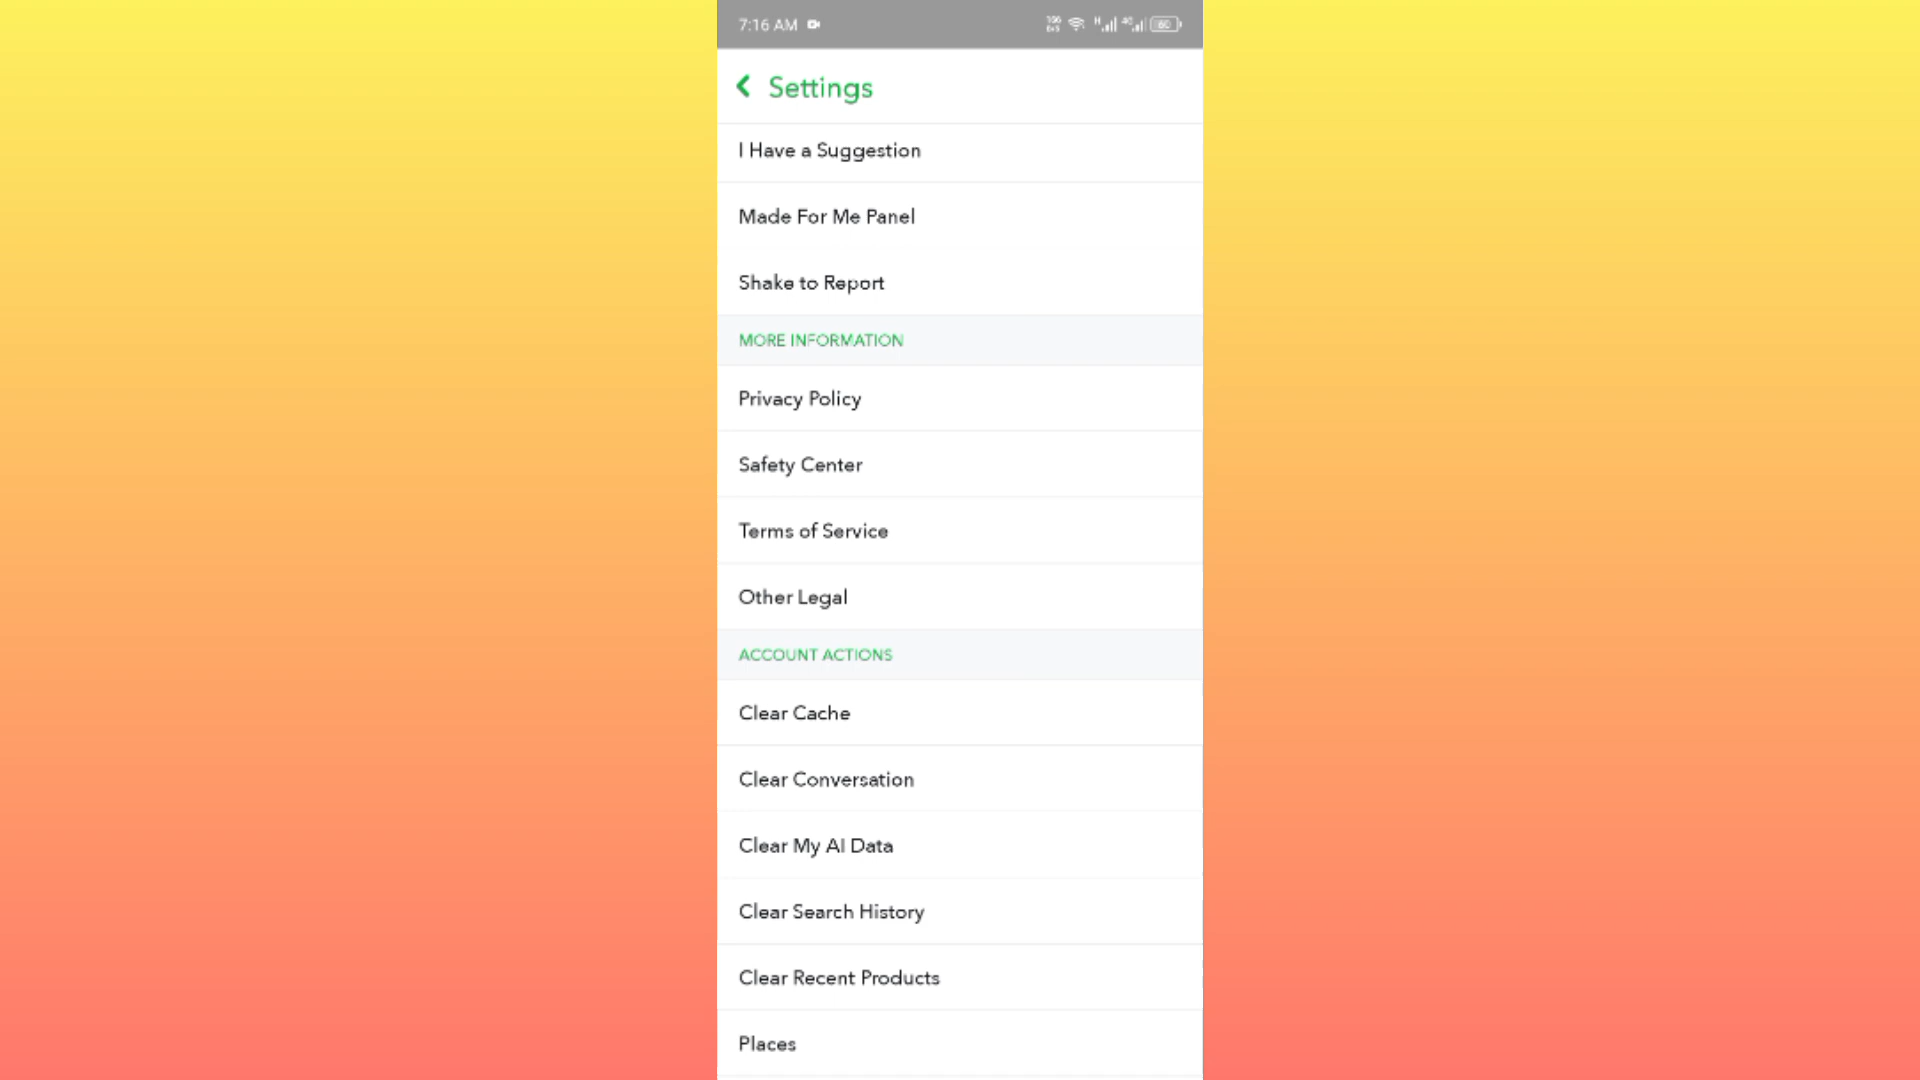 7:16 AM
Settings
I Have a Suggestion
Made For Me Panel
Shake to Report
MORE INFORMATION
Privacy Policy
Safety Center
Terms of Service
Other Legal
ACCOUNT ACTIONS
Clear Cache
Clear Conversation
Clear My AI Data
Clear Search History
Clear Recent Products
Places